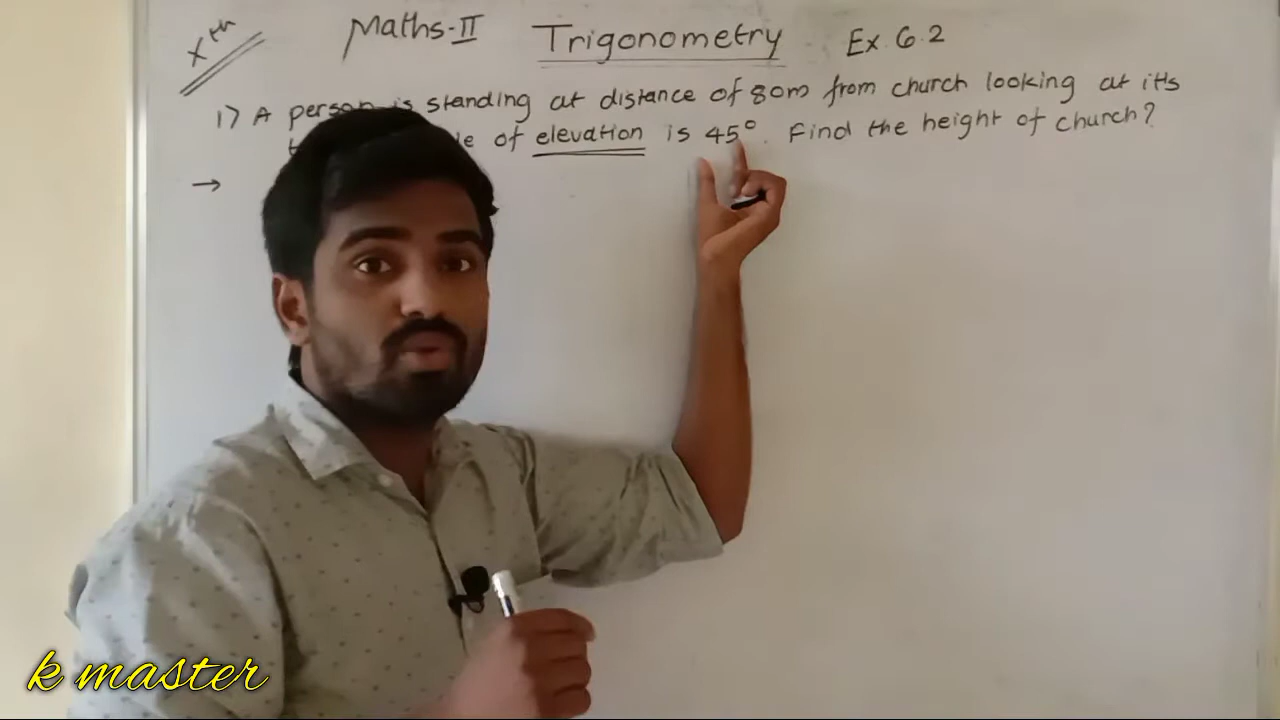 Xth
Maths-II Trigonometry Ex. 6.2
1) A person is standing at distance of 80m from church looking at it's
of elevation is 45°. Find the height of church?
→
k master